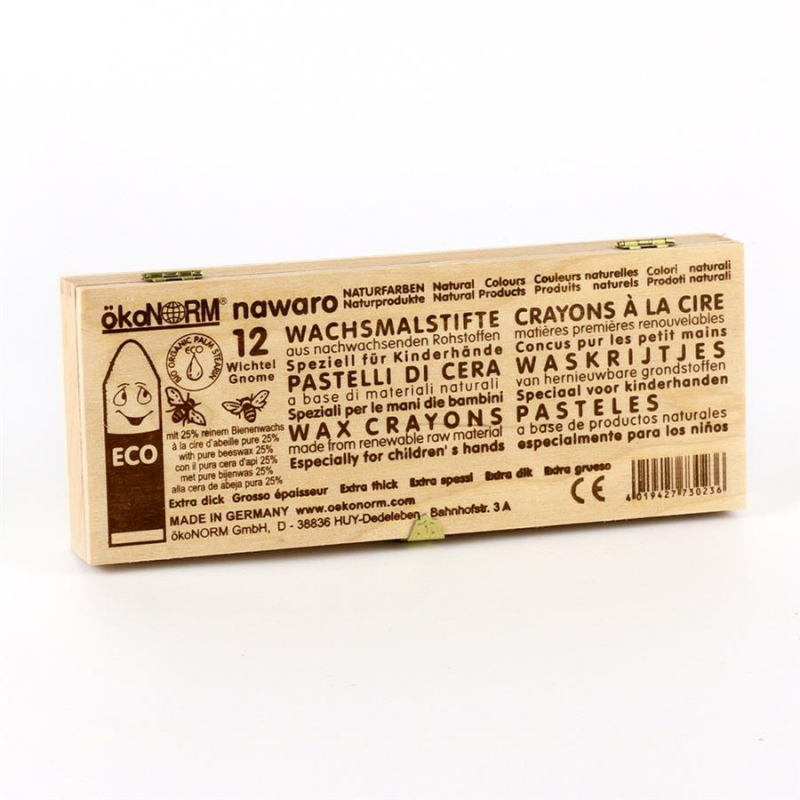 ökoNORM® nawaro
NATURFARBEN Natural Colours Couleurs naturelles Colori naturali
Naturprodukte Natural Products Produits naturels Prodoti naturali
BIO ORGANIC PALM STEARIN
ECO
12
Wichtel
Gnome
WACHSMALSTIFTE
aus nachwachsenden Rohstoffen
Speziell für Kinderhände
PASTELLI DI CERA
a base di materiali naturali
Speziali per le mani die bambini
WAX CRAYONS
made from renewable raw material
Especially for children' s hands
CRAYONS À LA CIRE
matières premières renouvelables
Concus pur les petit mains
WASKRIJTJES
van hernieuwbare grondstoffen
Speciaal voor kinderhanden
PASTELES
a base de productos naturales
especialmente para los niños
ECO
mit 25% reinem Bienenwachs
à la cire d'abeille pure 25%
with pure beeswax 25%
con il pura cera d'api 25%
met pure bijenwas 25%
alla cera de abeja pura 25%
Extra dick Grosso épaisseur Extra thick Extra spessi Extra dik Extra grueso
MADE IN GERMANY www.oekonorm.com
ökoNORM GmbH, D - 38836 HUY-Dedeleben - Bahnhofstr. 3 A
CE
4019427730236